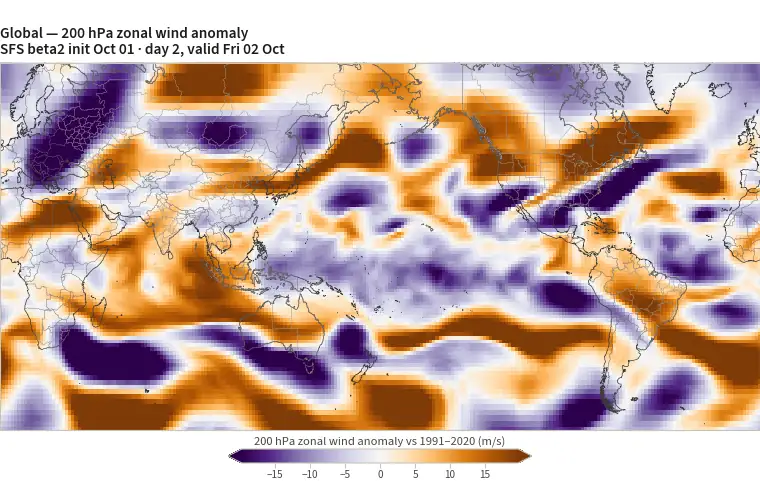 Global — 200 hPa zonal wind anomaly
SFS beta2 init Oct 01 · day 2, valid Fri 02 Oct
200 hPa zonal wind anomaly vs 1991–2020 (m/s)
−15 −10 −5 0 5 10 15